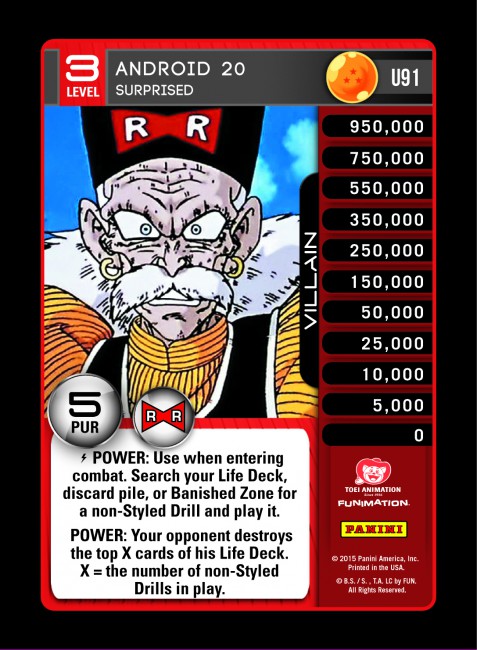 3
LEVEL
ANDROID 20
SURPRISED
U91
R R
950,000
750,000
550,000
350,000
250,000
150,000
50,000
25,000
10,000
5,000
0
VILLAIN
5
PUR
R R
POWER: Use when entering
combat. Search your Life Deck,
discard pile, or Banished Zone for
a non-Styled Drill and play it.
POWER: Your opponent destroys
the top X cards of his Life Deck.
X = the number of non-Styled
Drills in play.
TOEI ANIMATION
Since 1956
FUNIMATION.
PANINI
© 2015 Panini America, Inc.
Printed in the USA.
© B.S. / S. , T.A. LC by FUN.
All Rights Reserved.